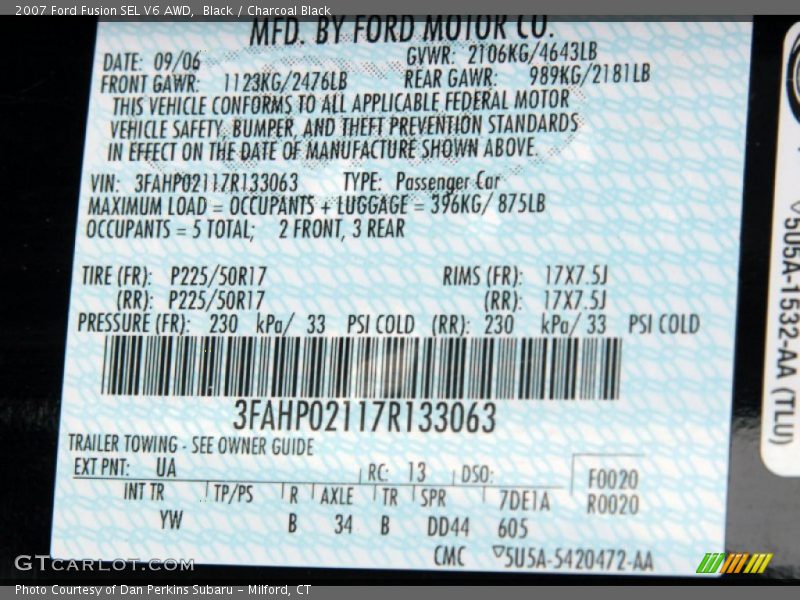 2007 Ford Fusion SEL V6 AWD,  Black / Charcoal Black
MFD. BY FORD MOTOR CO.
DATE: 09/06 GVWR: 2106KG/4643LB
FRONT GAWR: 1123KG/2476LB REAR GAWR: 989KG/2181LB
THIS VEHICLE CONFORMS TO ALL APPLICABLE FEDERAL MOTOR
VEHICLE SAFETY, BUMPER, AND THEFT PREVENTION STANDARDS
IN EFFECT ON THE DATE OF MANUFACTURE SHOWN ABOVE.
VIN: 3FAHP02117R133063 TYPE: Passenger Car
MAXIMUM LOAD = OCCUPANTS + LUGGAGE = 396KG/ 875LB
OCCUPANTS = 5 TOTAL; 2 FRONT, 3 REAR
TIRE (FR): P225/50R17 RIMS (FR): 17X7.5J
(RR): P225/50R17 (RR): 17X7.5J
PRESSURE (FR): 230 kPa/ 33 PSI COLD (RR): 230 kPa/ 33 PSI COLD
3FAHP02117R133063
TRAILER TOWING - SEE OWNER GUIDE
EXT PNT: UA RC: 13 DSO: F0020
INT TR TP/PS R AXLE TR SPR 7DE1A R0020
YW B 34 B DD44 605
CMC ▽5U5A-5420472-AA
▽5U5A-1532-AA (TLU)
GTCARLOT.COM
Photo Courtesy of Dan Perkins Subaru – Milford, CT